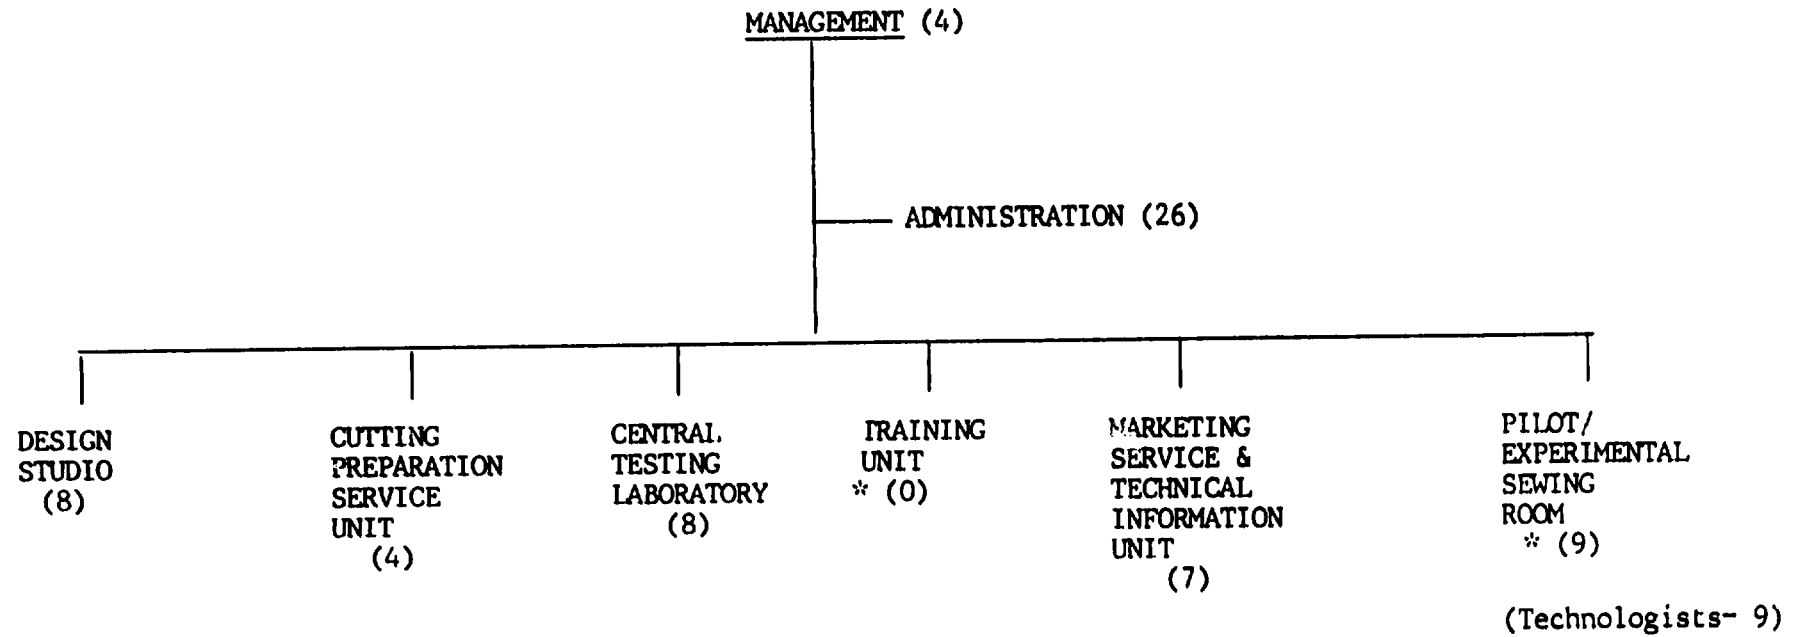 MANAGEMENT (4)
ADMINISTRATION (26)
DESIGN
STUDIO
(8)
CUTTING
PREPARATION
SERVICE
UNIT
(4)
CENTRAL
TESTING
LABORATORY
(8)
TRAINING
UNIT
* (0)
MARKETING
SERVICE &
TECHNICAL
INFORMATION
UNIT
(7)
PILOT/
EXPERIMENTAL
SEWING
ROOM
* (9)
(Technologists- 9)